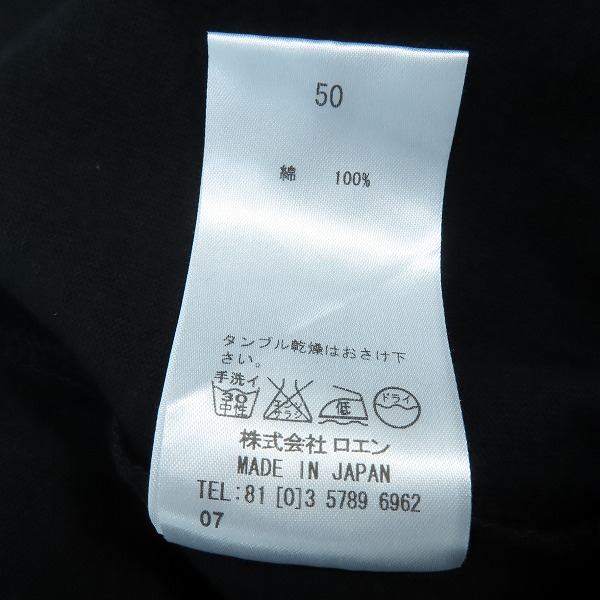 50
綿 100%
タンブル乾燥はおさけ下
さい。
手洗イ
30
中性
エンソ
サラシ
低
ドライ
株式会社 ロエン
MADE IN JAPAN
TEL:81 [0]3 5789 6962
07